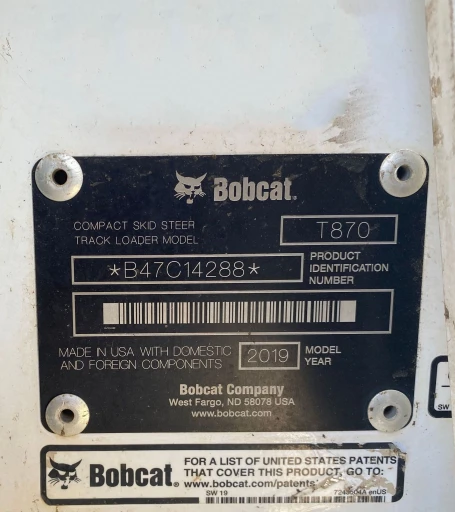 Bobcat.
COMPACT SKID STEER
TRACK LOADER MODEL
T870
*B47C14288*
PRODUCT
IDENTIFICATION
NUMBER
MADE IN USA WITH DOMESTIC
AND FOREIGN COMPONENTS
2019
MODEL
YEAR
Bobcat Company
West Fargo, ND 58078 USA
www.bobcat.com
SW
Bobcat
FOR A LIST OF UNITED STATES PATENTS
THAT COVER THIS PRODUCT, GO TO:
www.bobcat.com/patents
SW 19
enUS